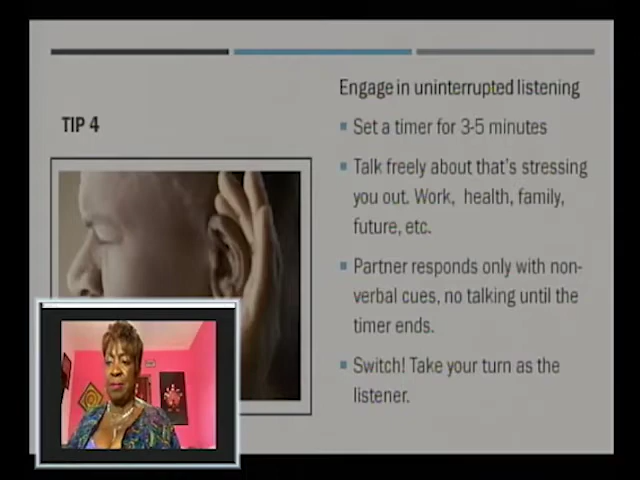 TIP 4
Engage in uninterrupted listening
Set a timer for 3-5 minutes
Talk freely about that's stressing
you out. Work, health, family,
future, etc.
Partner responds only with non-
verbal cues, no talking until the
timer ends.
Switch! Take your turn as the
listener.